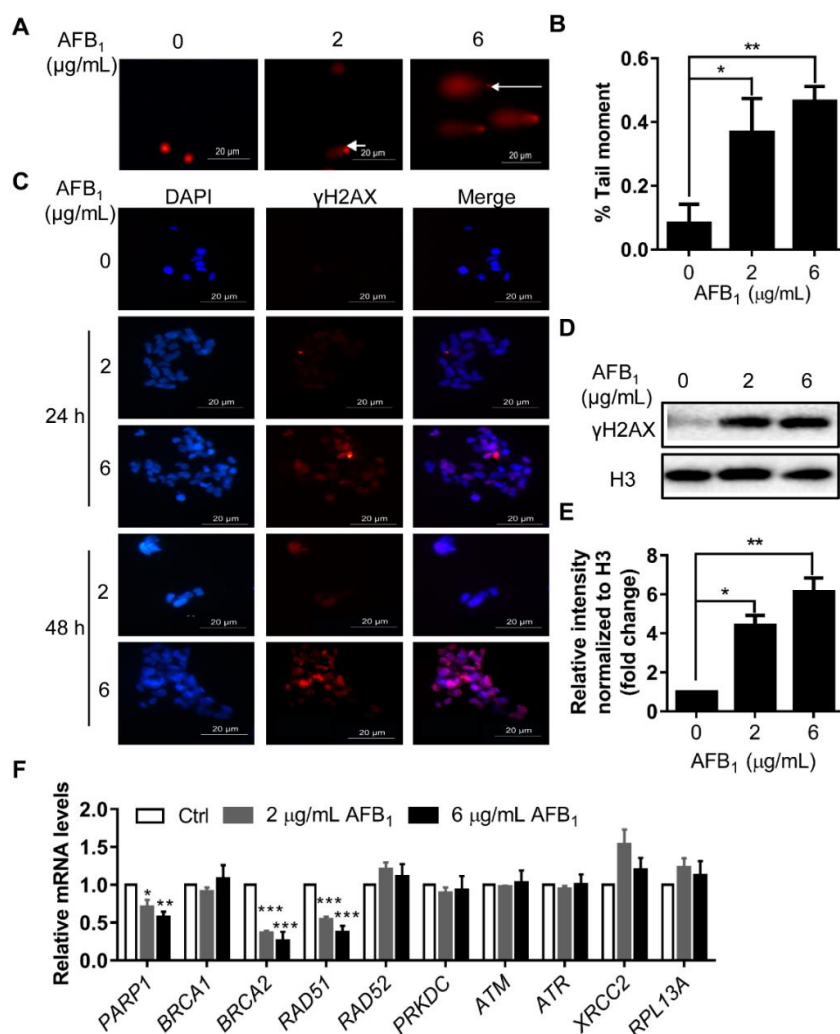 A
AFB1
(μg/mL)
0
2
6
20 μm
20 μm
20 μm
B
% Tail moment
0.6
0.4
0.2
0.0
*
**
0
2
6
AFB1 (μg/mL)
C
AFB1
(μg/mL)
DAPI
γH2AX
Merge
0
20 μm
20 μm
20 μm
24 h
2
20 μm
20 μm
20 μm
6
20 μm
20 μm
20 μm
48 h
2
20 μm
20 μm
20 μm
6
20 μm
20 μm
20 μm
D
AFB1
(μg/mL)
0
2
6
γH2AX
H3
E
Relative intensity
normalized to H3
(fold change)
8
6
4
2
0
*
**
0
2
6
AFB1 (μg/mL)
F
Relative mRNA levels
2.0
1.5
1.0
0.5
0.0
Ctrl
2 μg/mL AFB1
6 μg/mL AFB1
*
**
***
***
***
***
PARP1
BRCA1
BRCA2
RAD51
RAD52
PRKDC
ATM
ATR
XRCC2
RPL13A